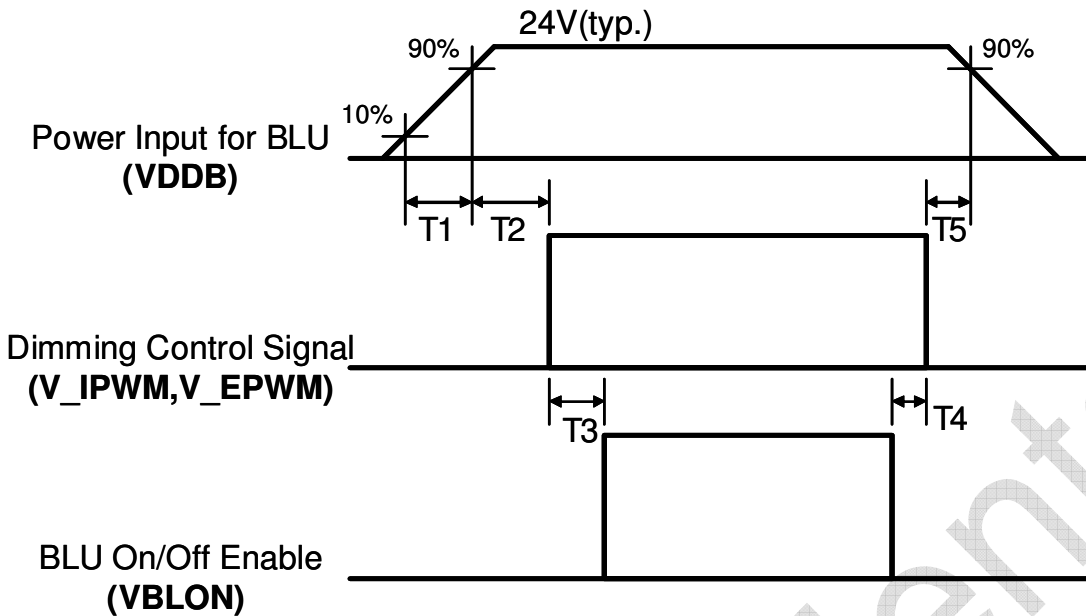 24V(typ.)
90%
90%
10%
Power Input for BLU
(VDDB)
T1
T2
T5
Dimming Control Signal
(V_IPWM,V_EPWM)
T3
T4
BLU On/Off Enable
(VBLON)